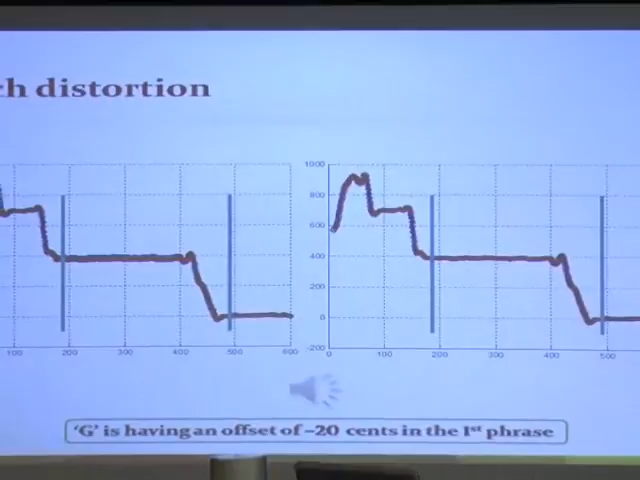 ch distortion
1000
800
600
400
200
0
-200
100 200 300 400 500 600
0 100 200 300 400 500
'G' is having an offset of -20 cents in the 1st phrase